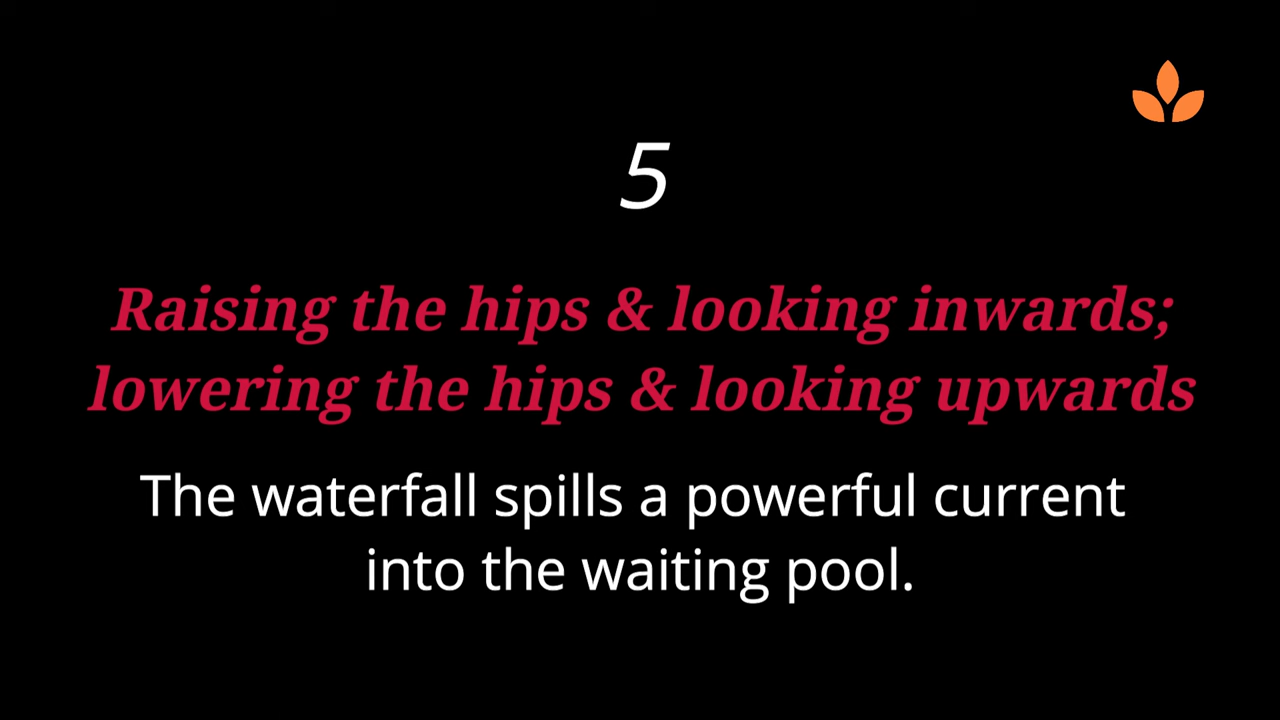 5
Raising the hips & looking inwards;
lowering the hips & looking upwards
The waterfall spills a powerful current
into the waiting pool.